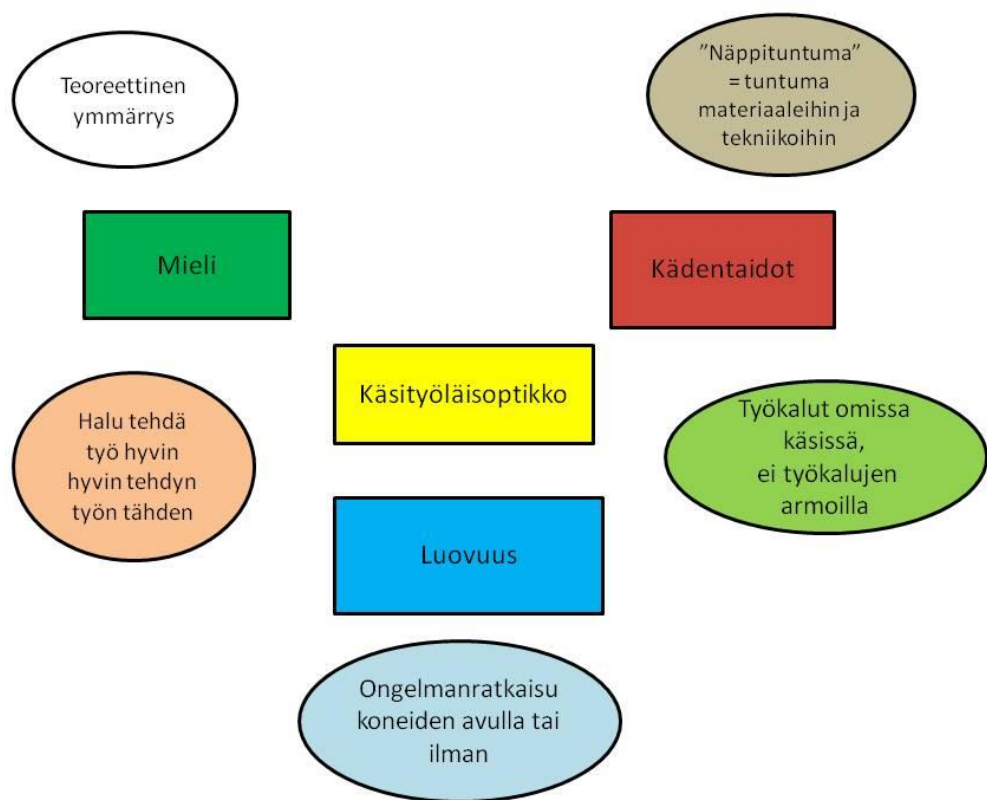 Teoreettinen
ymmärrys
”Näppituntuma”
= tuntuma
materiaaleihin ja
tekniikoihin
Mieli
Kädentaidot
Käsityöläisoptikko
Halu tehdä
työ hyvin
hyvin tehdyn
työn tähden
Työkalut omissa
käsissä,
ei työkalujen
armoilla
Luovuus
Ongelmanratkaisu
koneiden avulla tai
ilman